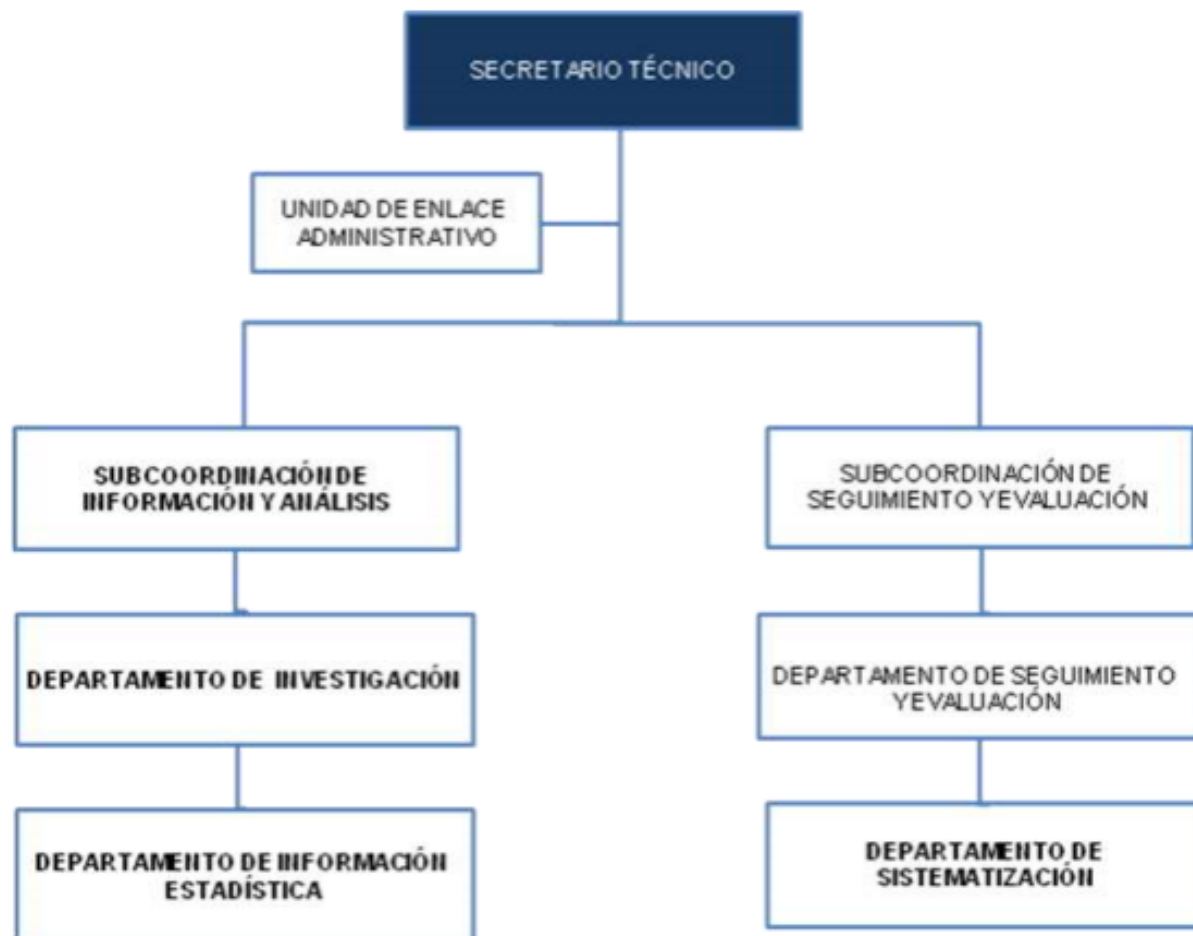 SECRETARIO TÉCNICO
UNIDAD DE ENLACE
ADMINISTRATIVO
SUBCOORDINACIÓN DE
INFORMACIÓN Y ANÁLISIS
SUBCOORDINACIÓN DE
SEGUIMIENTO YEVALUACIÓN
DEPARTAMENTO DE INVESTIGACIÓN
DEPARTAMENTO DE SEGUIMIENTO
YEVALUACIÓN
DEPARTAMENTO DE INFORMACIÓN
ESTADÍSTICA
DEPARTAMENTO DE
SISTEMATIZACIÓN